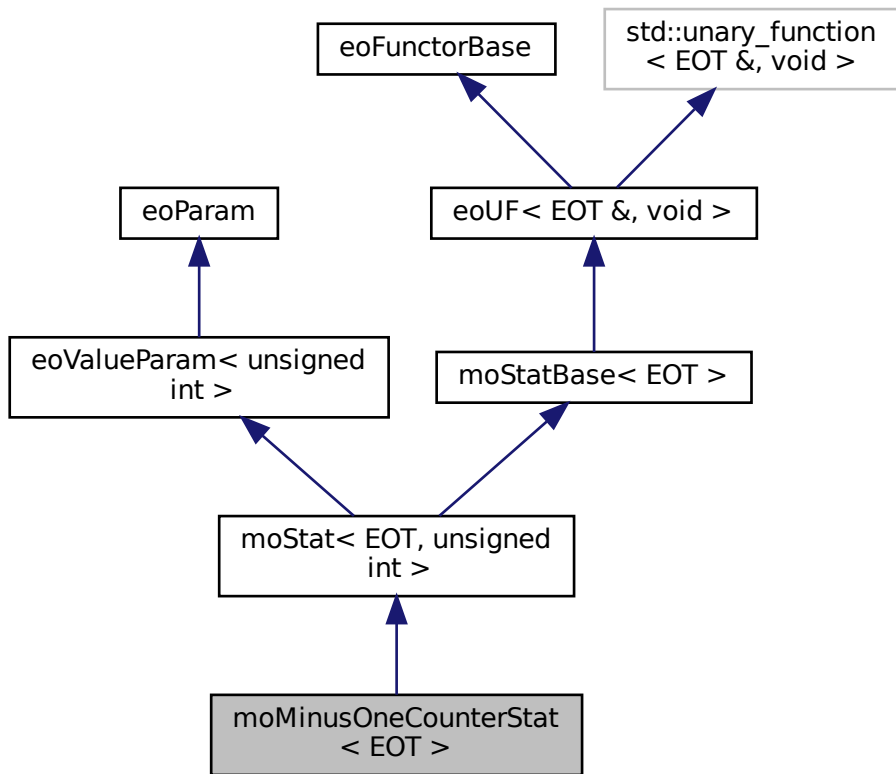 std::unary_function
< EOT &, void >
eoFunctorBase
eoParam
eoUF< EOT &, void >
eoValueParam< unsigned
int >
moStatBase< EOT >
moStat< EOT, unsigned
int >
moMinusOneCounterStat
< EOT >